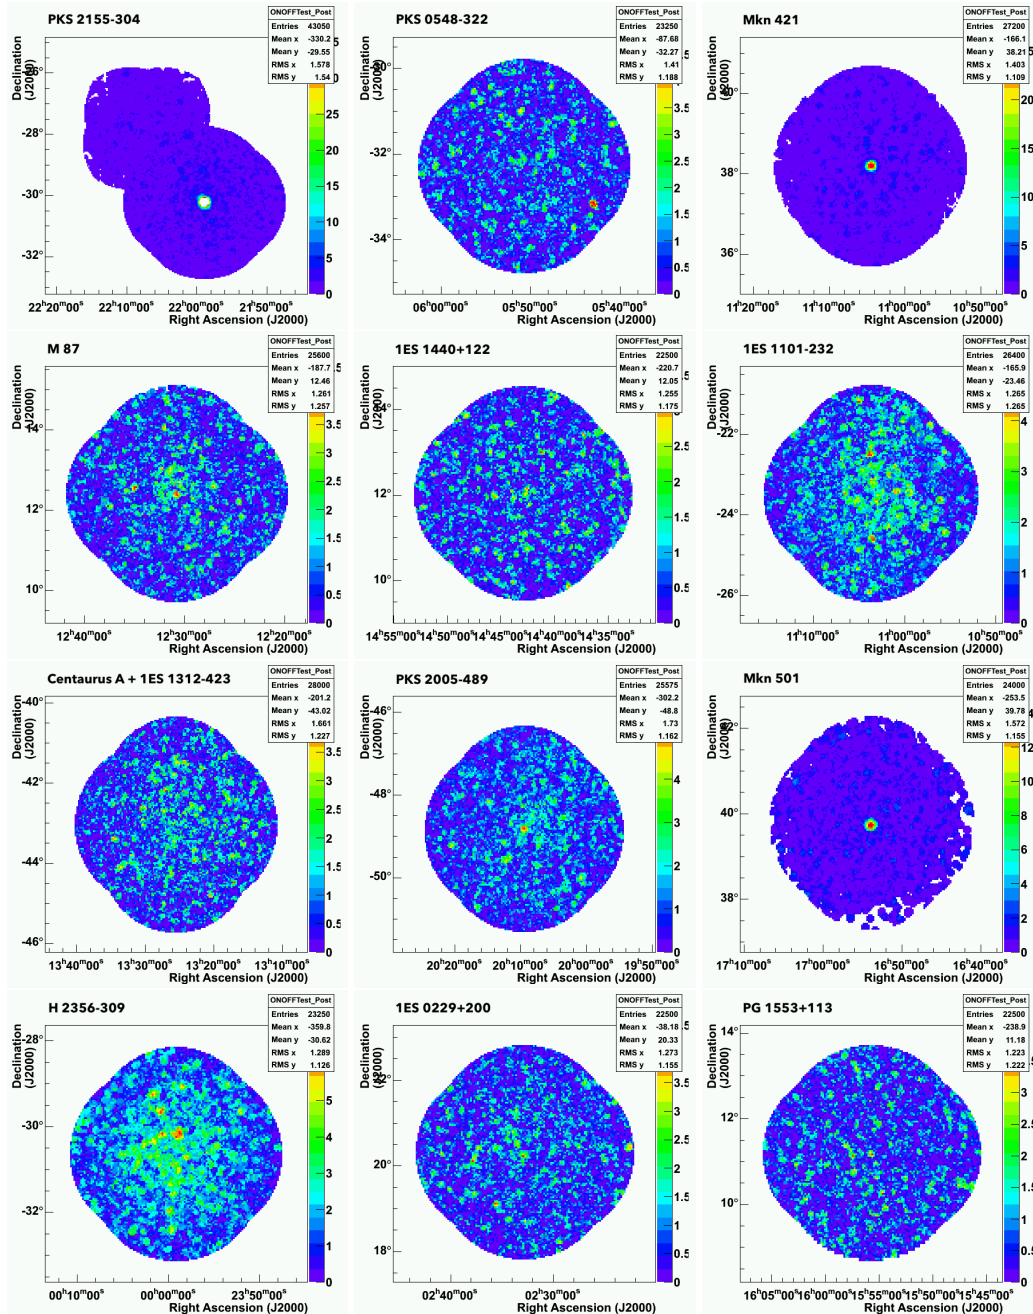 PKS 2155-304
ONOFFTest_Post
Entries 43050
Mean x -330.2
Mean y -29.55
RMS x 1.578
RMS y 1.54
Declination (J2000)
-28°
-30°
-32°
22h20m00s 22h10m00s 22h00m00s 21h50m00s
Right Ascension (J2000)
25
20
15
10
5
0
PKS 0548-322
ONOFFTest_Post
Entries 23250
Mean x -87.68
Mean y -32.27
RMS x 1.41
RMS y 1.188
Declination (J2000)
-32°
-34°
06h00m00s 05h50m00s 05h40m00s
Right Ascension (J2000)
3.5
3
2.5
2
1.5
1
0.5
0
Mkn 421
ONOFFTest_Post
Entries 27200
Mean x -166.1
Mean y 38.21
RMS x 1.403
RMS y 1.109
Declination
40°
38°
36°
11h20m00s 11h10m00s 11h00m00s 10h50m00s
Right Ascension (J2000)
20
15
10
5
0
M 87
ONOFFTest_Post
Entries 25600
Mean x -187.7
Mean y 12.46
RMS x 1.261
RMS y 1.257
Declination (J2000)
14°
12°
10°
12h40m00s 12h30m00s 12h20m00s
Right Ascension (J2000)
4
3.5
3
2.5
2
1.5
1
0.5
0
1ES 1440+122
ONOFFTest_Post
Entries 22500
Mean x -220.7
Mean y 12.05
RMS x 1.255
RMS y 1.175
Declination (J2000)
14°
12°
10°
14h55m00s 14h50m00s 14h45m00s 14h40m00s 14h35m00s
Right Ascension (J2000)
3
2.5
2
1.5
1
0.5
0
1ES 1101-232
ONOFFTest_Post
Entries 26400
Mean x -165.9
Mean y -23.46
RMS x 1.265
RMS y 1.265
Declination (J2000)
-22°
-24°
-26°
11h10m00s 11h00m00s 10h50m00s
Right Ascension (J2000)
4
3
2
1
0
Centaurus A + 1ES 1312-423
ONOFFTest_Post
Entries 28000
Mean x -201.2
Mean y -43.02
RMS x 1.661
RMS y 1.227
Declination (J2000)
-40°
-42°
-44°
-46°
13h40m00s 13h30m00s 13h20m00s 13h10m00s
Right Ascension (J2000)
3.5
3
2.5
2
1.5
1
0.5
0
PKS 2005-489
ONOFFTest_Post
Entries 25575
Mean x -302.2
Mean y -48.8
RMS x 1.73
RMS y 1.162
Declination (J2000)
-46°
-48°
-50°
20h20m00s 20h10m00s 20h00m00s 19h50m00s
Right Ascension (J2000)
4
3
2
1
0
Mkn 501
ONOFFTest_Post
Entries 24000
Mean x -253.5
Mean y 39.78
RMS x 1.572
RMS y 1.155
Declination (J2000)
42°
40°
38°
17h10m00s 17h00m00s 16h50m00s 16h40m00s
Right Ascension (J2000)
12
10
8
6
4
2
0
H 2356-309
ONOFFTest_Post
Entries 23250
Mean x -359.8
Mean y -30.62
RMS x 1.289
RMS y 1.126
Declination (J2000)
-28°
-30°
-32°
00h10m00s 00h00m00s 23h50m00s
Right Ascension (J2000)
5
4
3
2
1
0
1ES 0229+200
ONOFFTest_Post
Entries 22500
Mean x -38.18
Mean y 20.33
RMS x 1.273
RMS y 1.155
Declination (J2000)
22°
20°
18°
02h40m00s 02h30m00s
Right Ascension (J2000)
3.5
3
2.5
2
1.5
1
0.5
0
PG 1553+113
ONOFFTest_Post
Entries 22500
Mean x -238.9
Mean y 11.18
RMS x 1.223
RMS y 1.222
Declination (J2000)
14°
12°
10°
16h05m00s 16h00m00s 15h55m00s 15h50m00s 15h45m00s
Right Ascension (J2000)
2.5
2
1.5
1
0.5
0